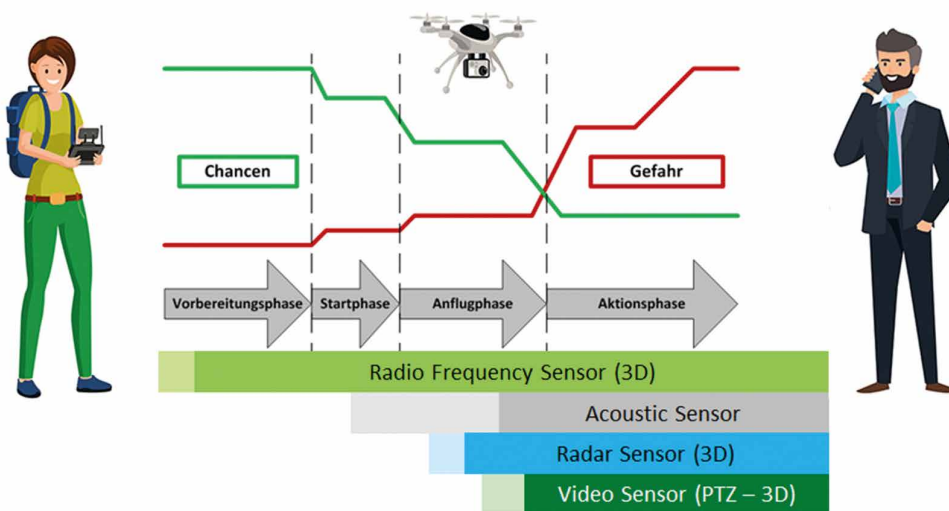 Chancen
Gefahr
Vorbereitungsphase
Startphase
Anflugphase
Aktionsphase
Radio Frequency Sensor (3D)
Acoustic Sensor
Radar Sensor (3D)
Video Sensor (PTZ – 3D)